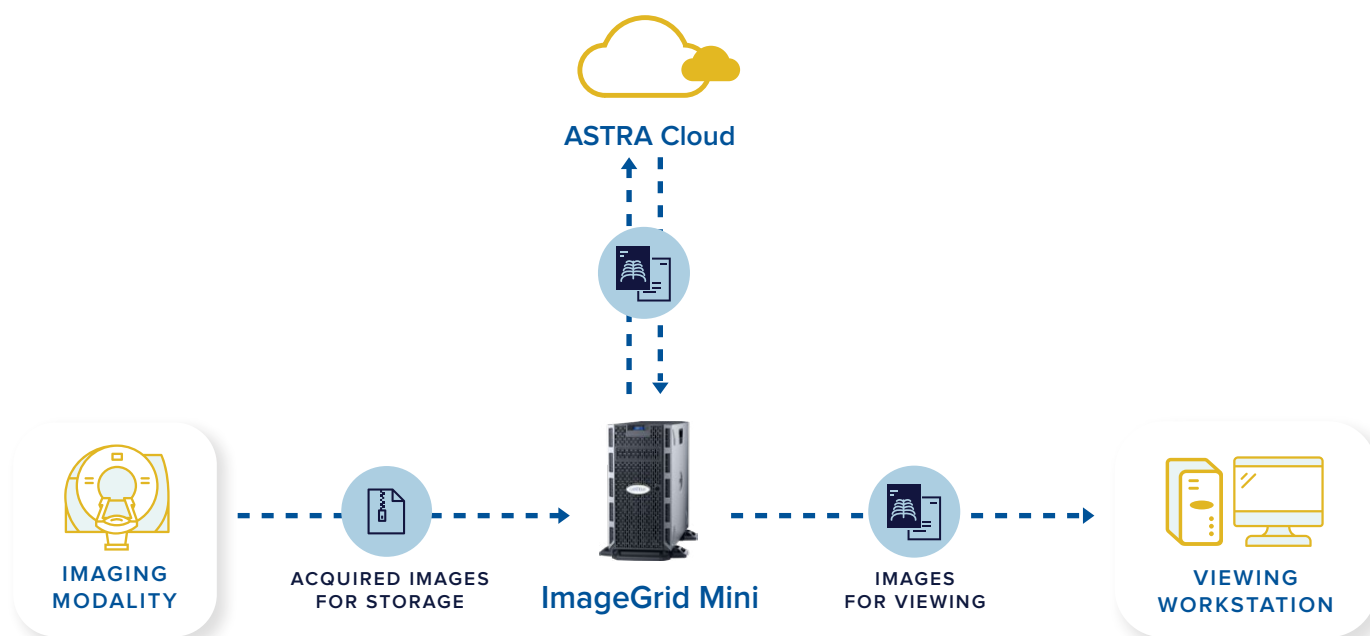 ASTRA Cloud
IMAGING
MODALITY
ACQUIRED IMAGES
FOR STORAGE
ImageGrid Mini
IMAGES
FOR VIEWING
VIEWING
WORKSTATION